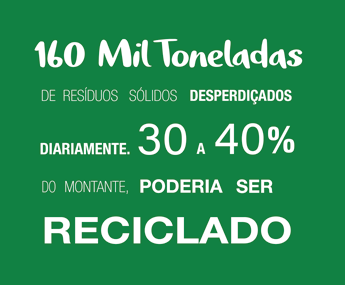 160 Mil Toneladas
DE RESÍDUOS SÓLIDOS DESPERDIÇADOS
DIARIAMENTE. 30 A 40%
DO MONTANTE, PODERIA SER
RECICLADO